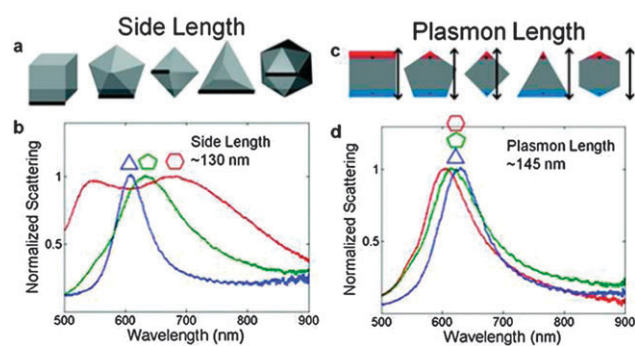 Side Length
Plasmon Length
a
c
b
d
Side Length
~130 nm
Plasmon Length
~145 nm
Normalized Scattering
1
0.5
500
600
700
800
900
Wavelength (nm)
Normalized Scattering
1
0.5
500
600
700
800
900
Wavelength (nm)